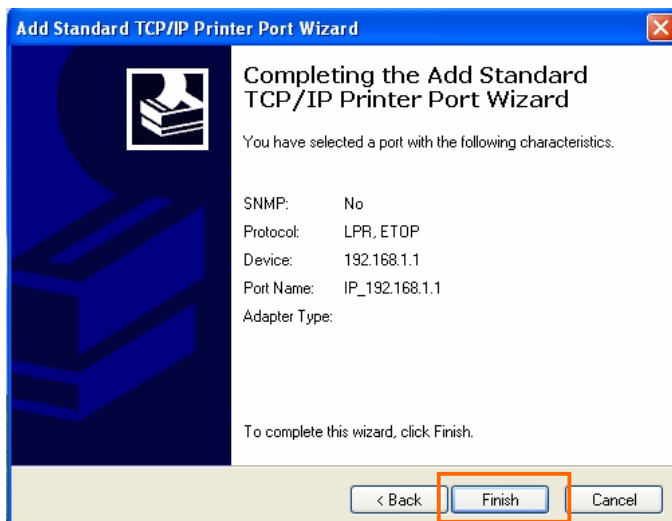 Add Standard TCP/IP Printer Port Wizard
Completing the Add Standard
TCP/IP Printer Port Wizard
You have selected a port with the following characteristics.
SNMP: No
Protocol: LPR, ETOP
Device: 192.168.1.1
Port Name: IP_192.168.1.1
Adapter Type:
To complete this wizard, click Finish.
< Back Finish Cancel